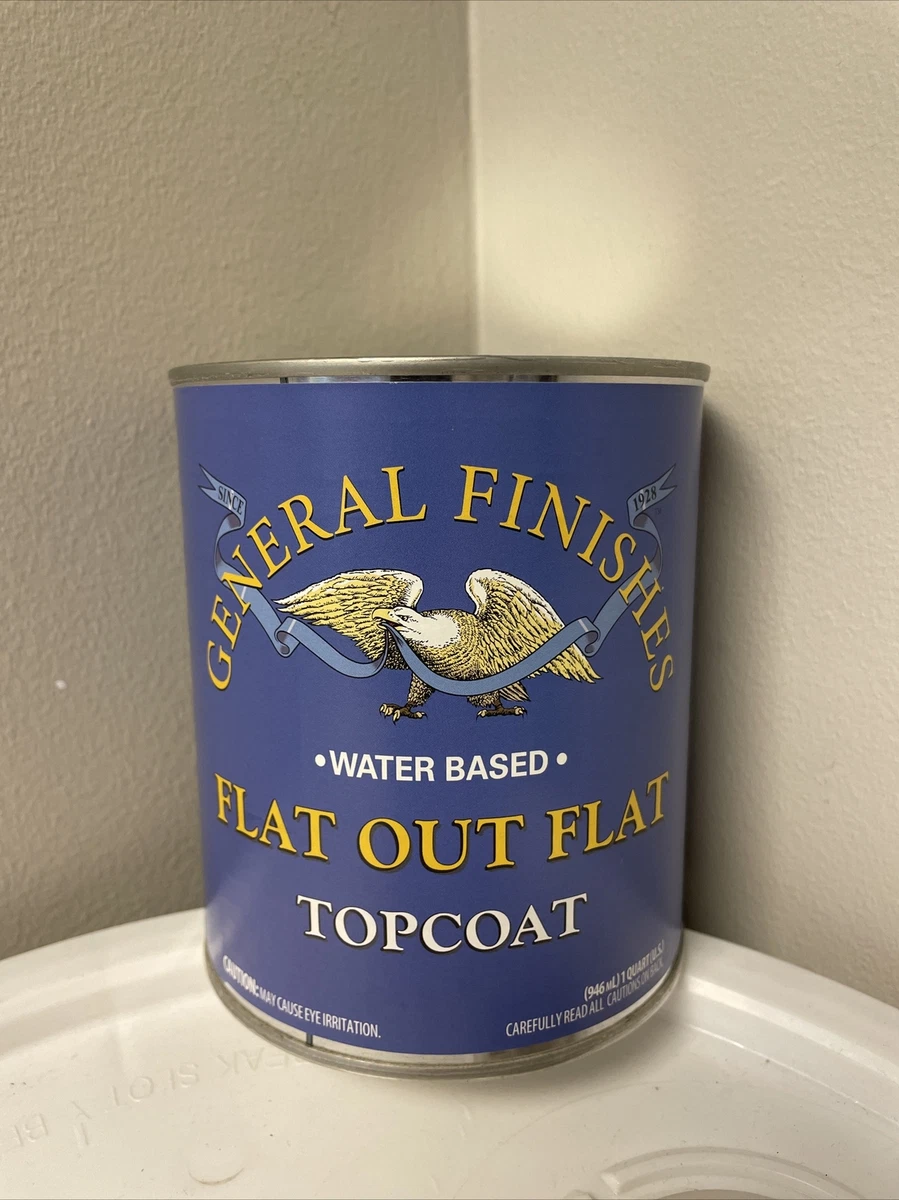 SINCE
1928
GENERAL FINISHES
• WATER BASED •
FLAT OUT FLAT
TOPCOAT
CAUTION: MAY CAUSE EYE IRRITATION.
(946 mL) 1 QUART (U.S.)
CAREFULLY READ ALL CAUTIONS ON BACK.